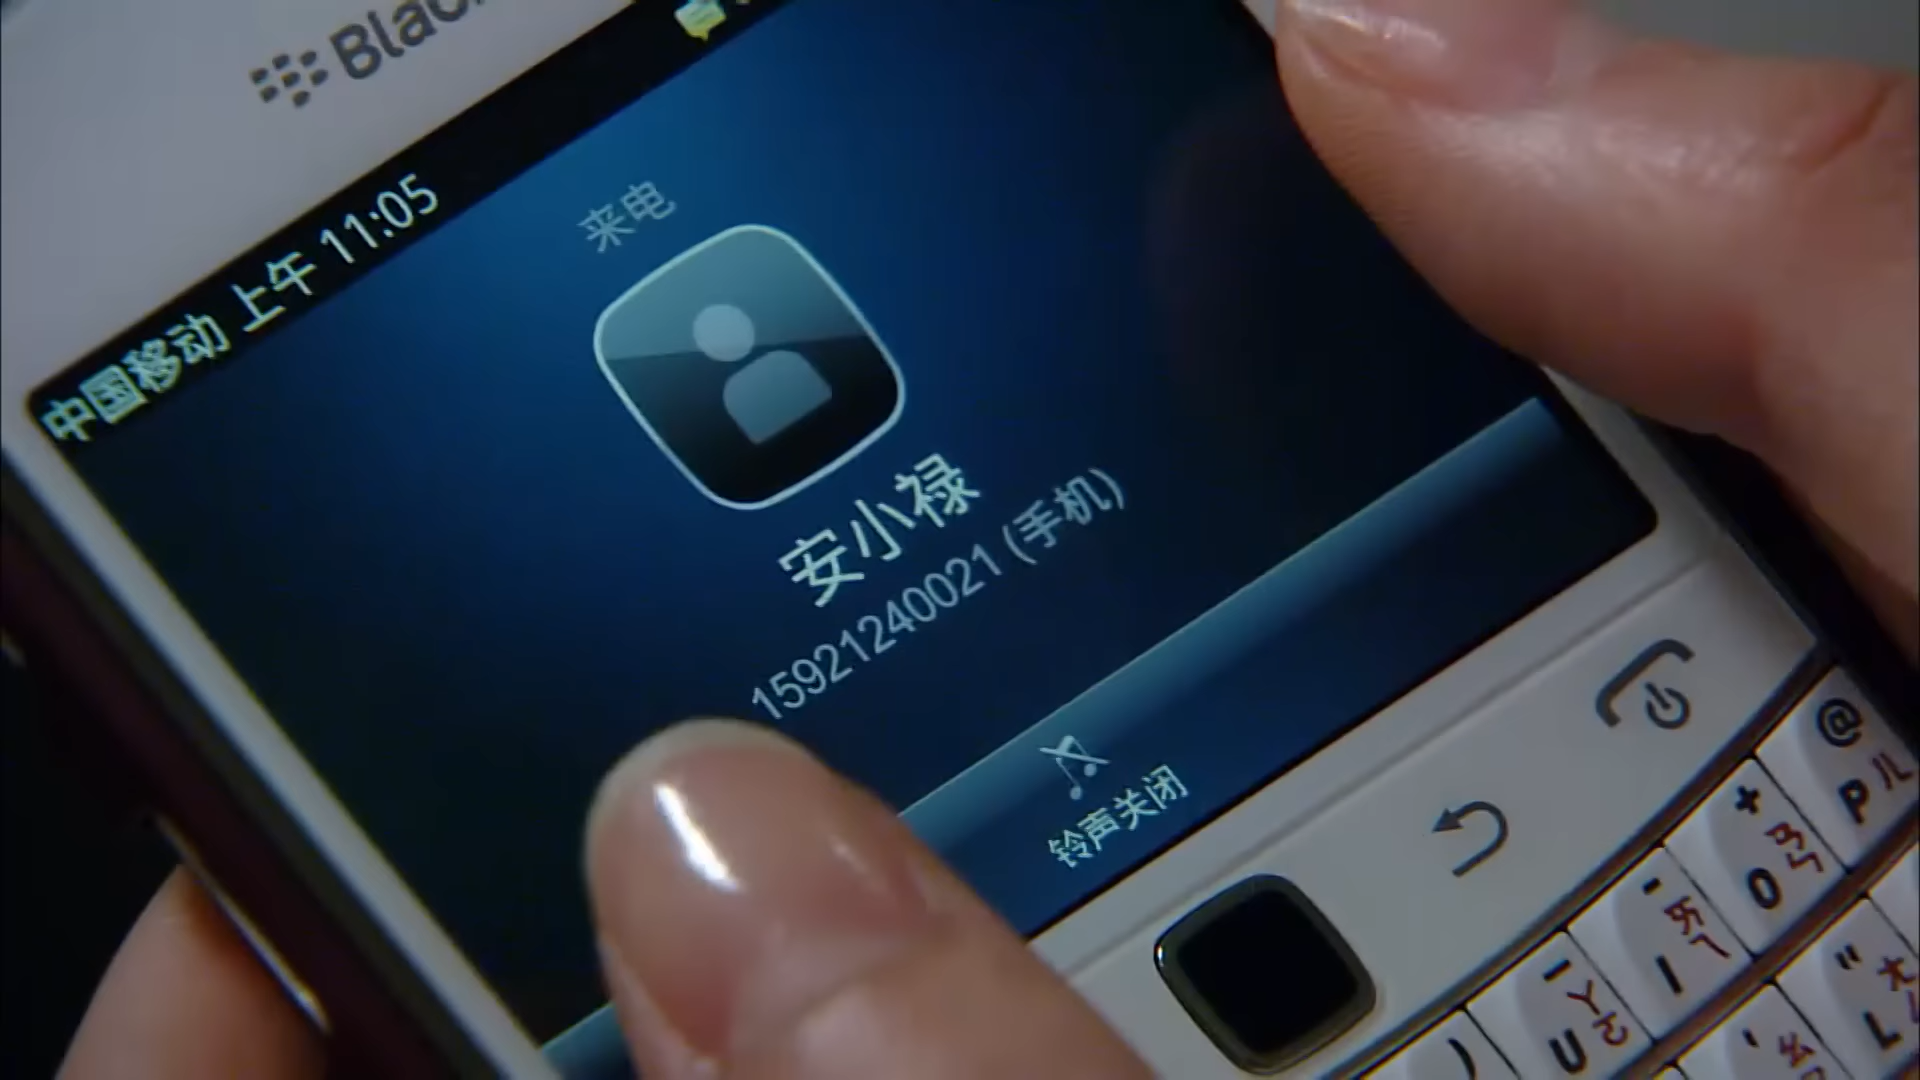 中国移动 上午 11:05
来电
安小禄
15921240021 (手机)
铃声关闭
@
P ㄦ
+
O ㄢ ㄣ
-
I ㄞ ㄟ
U ㄚ ㄛ
"
L ㄤ
'
ㄠ
)